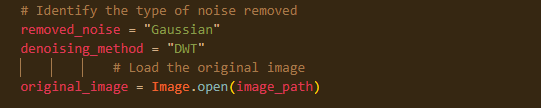 # Identify the type of noise removed
removed_noise = "Gaussian"
denoising_method = "DWT"
# Load the original image
original_image = Image.open(image_path)